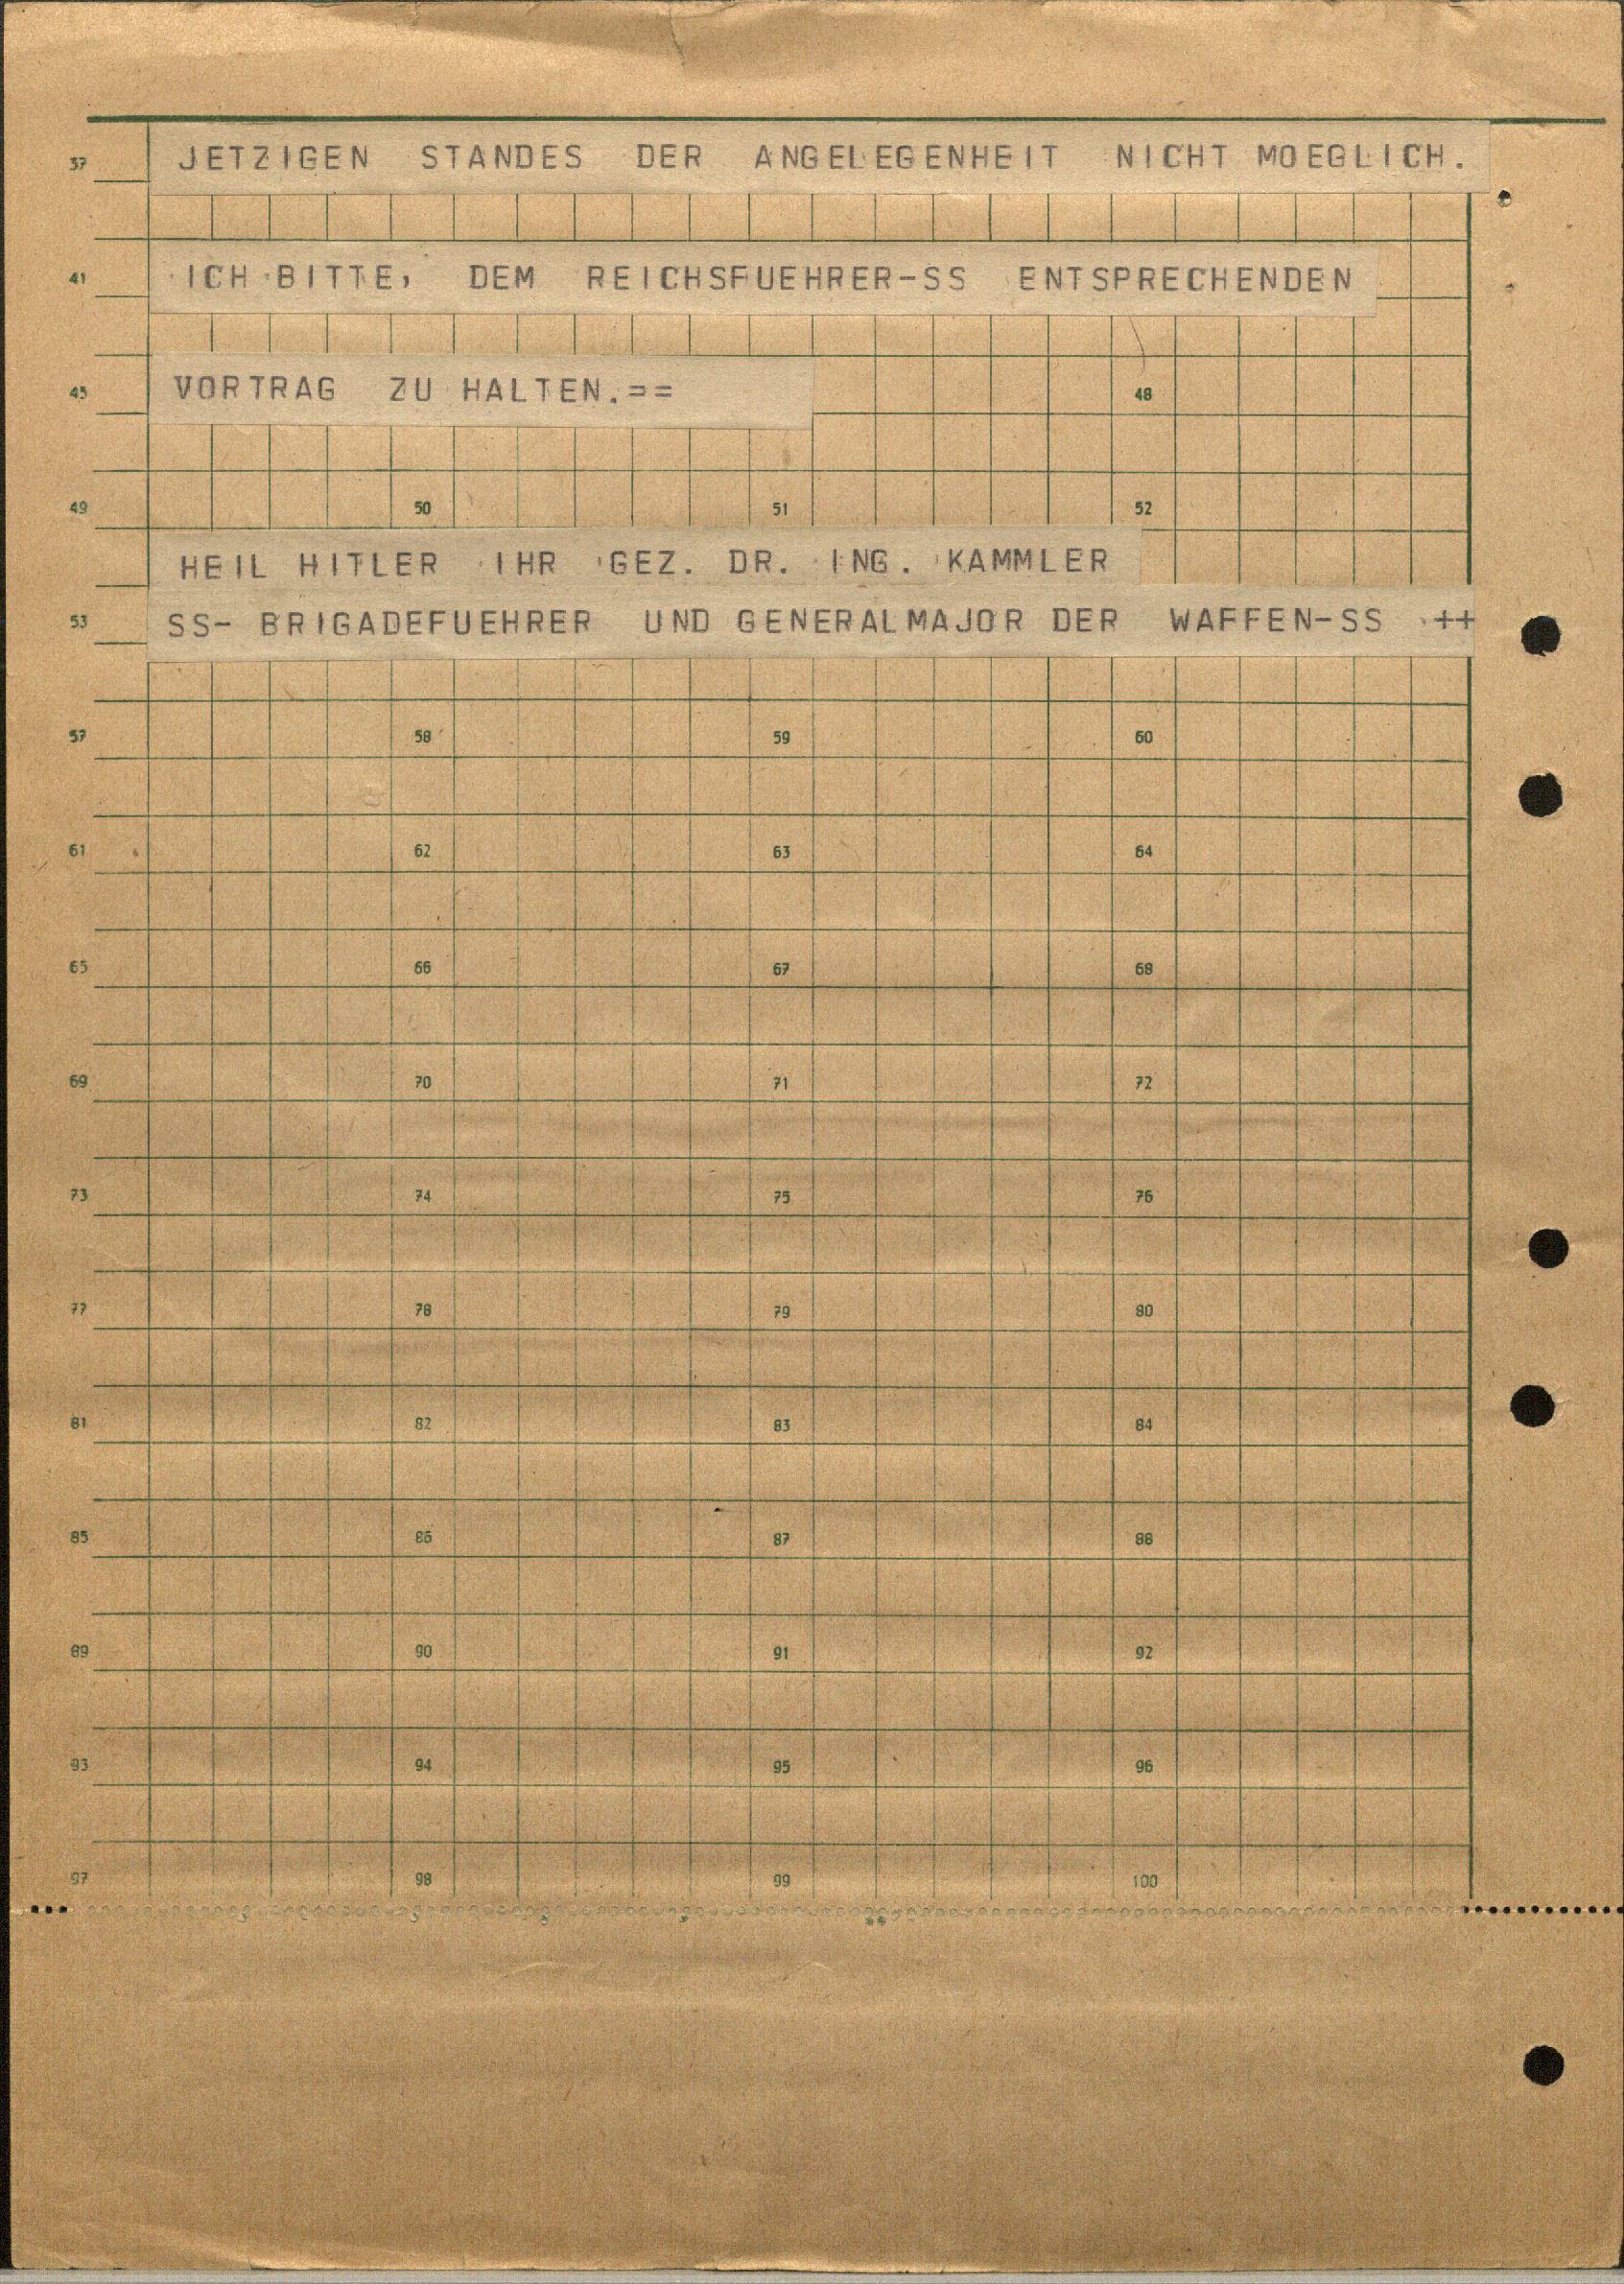 37 JETZIGEN STANDES DER ANGELEGENHEIT NICHT MOEGLICH.
41 ICH BITTE, DEM REICHSFUEHRER-SS ENTSPRECHENDEN
45 VORTRAG ZU HALTEN.== 48
49 50 51 52
HEIL HITLER IHR GEZ. DR. ING. KAMMLER
53 SS- BRIGADEFUEHRER UND GENERALMAJOR DER WAFFEN-SS ++
57 58 59 60
61 62 63 64
65 66 67 68
69 70 71 72
73 74 75 76
77 78 79 80
81 82 83 84
85 86 87 88
89 90 91 92
93 94 95 96
97 98 99 100